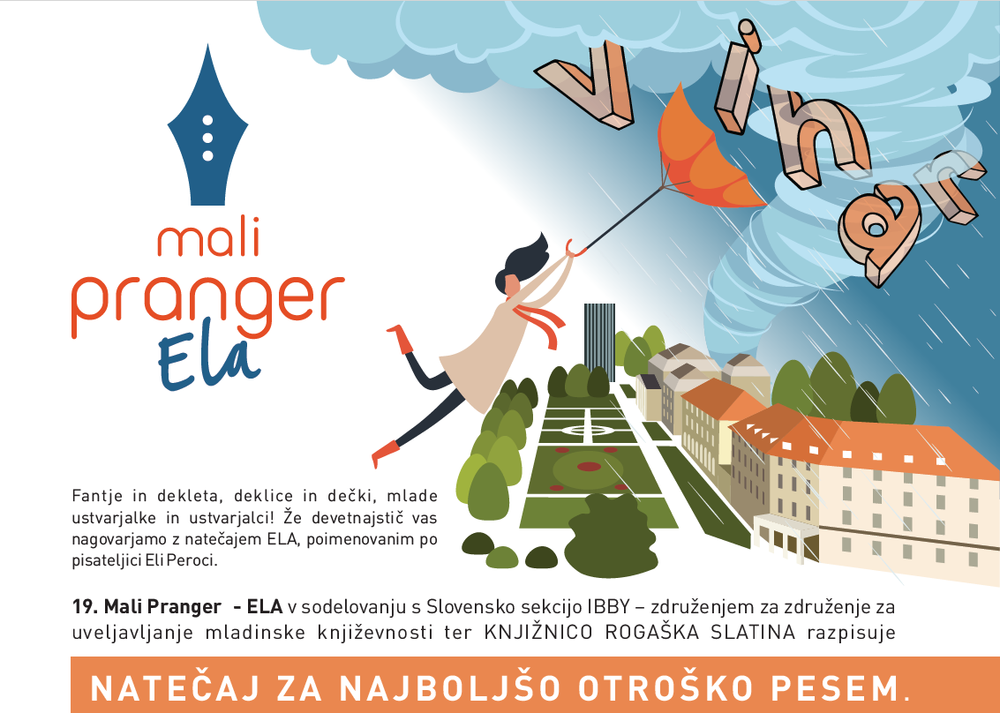 vihar
mali
pranger
Ela
Fantje in dekleta, deklice in dečki, mlade
ustvarjalke in ustvarjalci! Že devetnajstič vas
nagovarjamo z natečajem ELA, poimenovanim po
pisateljici Eli Peroci.
19. Mali Pranger - ELA v sodelovanju s Slovensko sekcijo IBBY – združenjem za združenje za
uveljavljanje mladinske književnosti ter KNJIŽNICO ROGAŠKA SLATINA razpisuje
NATEČAJ ZA NAJBOLJŠO OTROŠKO PESEM.